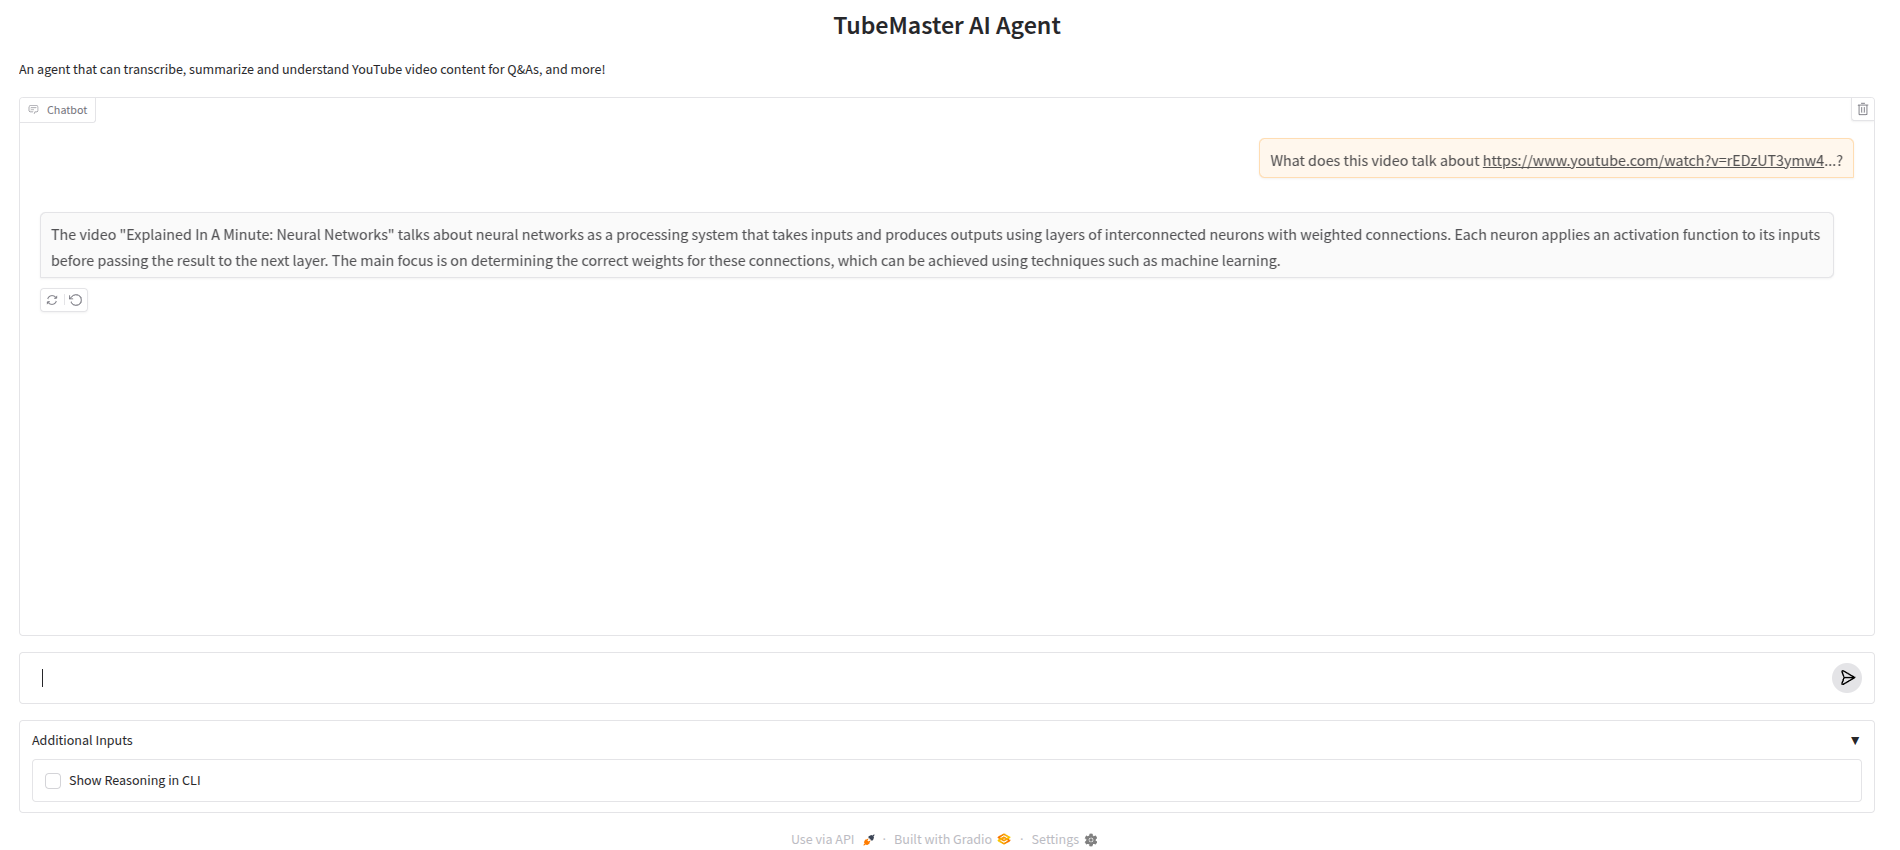 TubeMaster AI Agent
An agent that can transcribe, summarize and understand YouTube video content for Q&As, and more!
Chatbot
What does this video talk about https://www.youtube.com/watch?v=rEDzUT3ymw4...?
The video "Explained In A Minute: Neural Networks" talks about neural networks as a processing system that takes inputs and produces outputs using layers of interconnected neurons with weighted connections. Each neuron applies an activation function to its inputs
before passing the result to the next layer. The main focus is on determining the correct weights for these connections, which can be achieved using techniques such as machine learning.
Additional Inputs
Show Reasoning in CLI
Use via API · Built with Gradio · Settings